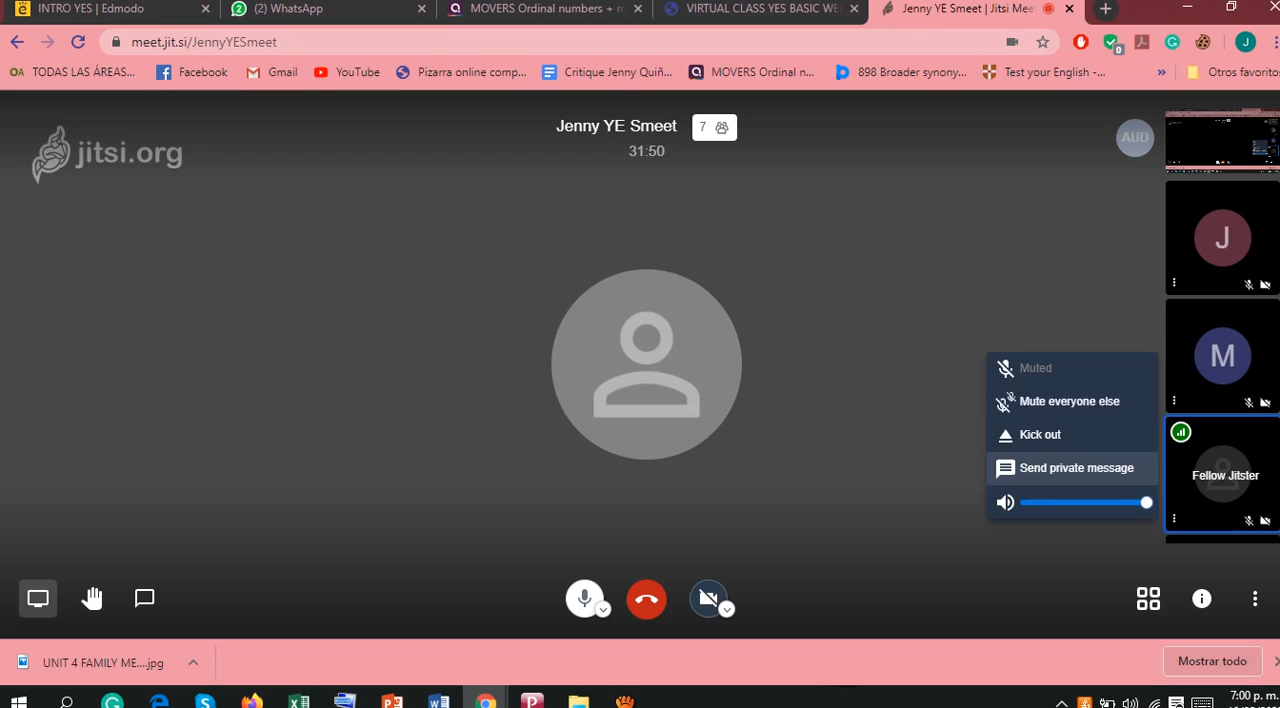 INTRO YES | Edmodo
(2) WhatsApp
MOVERS Ordinal numbers + m
VIRTUAL CLASS YES BASIC WE
Jenny YE Smeet | Jitsi Mee
meet.jit.si/JennyYESmeet
0
J
OA TODAS LAS ÁREAS...
Facebook
Gmail
YouTube
Pizarra online comp...
Critique Jenny Quiñ...
MOVERS Ordinal n...
898 Broader synony...
Test your English -...
»
Otros favoritos
jitsi.org
Jenny YE Smeet
7
31:50
AUD
J
M
Muted
Mute everyone else
Kick out
Send private message
Fellow Jitster
UNIT 4 FAMILY ME....jpg
Mostrar todo
7:00 p. m.